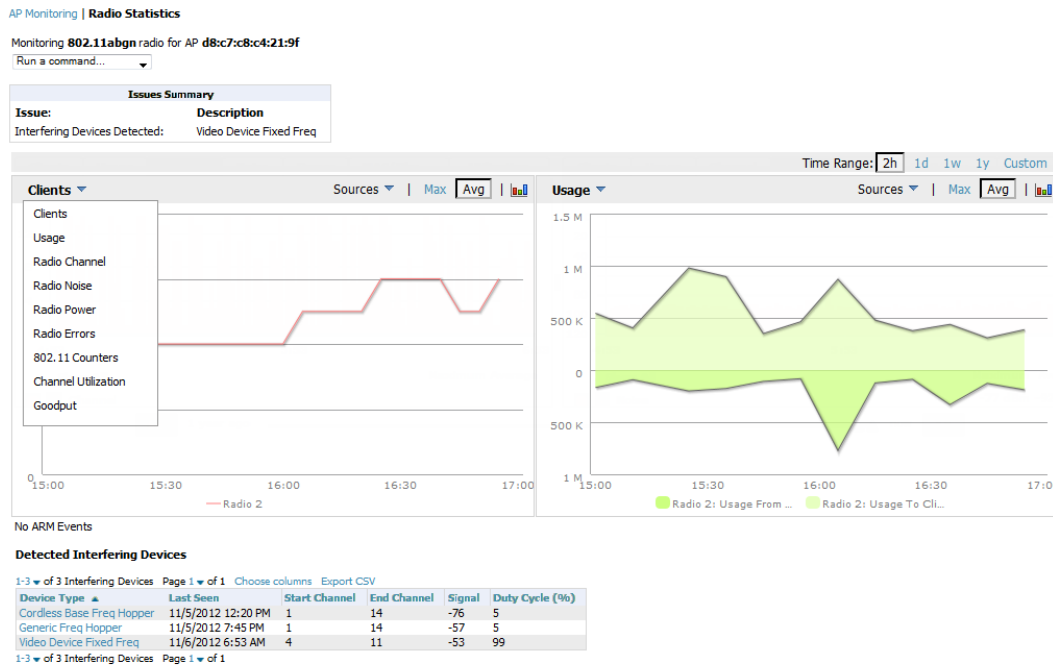 AP Monitoring | Radio Statistics
Monitoring 802.11abgn radio for AP d8:c7:c8:c4:21:9f
Run a command...
Issues Summary
Issue: Description
Interfering Devices Detected: Video Device Fixed Freq
Time Range: 2h 1d 1w 1y Custom
Clients Sources | Max Avg |
Clients
Usage
Radio Channel
Radio Noise
Radio Power
Radio Errors
802.11 Counters
Channel Utilization
Goodput
0
15:00 15:30 16:00 16:30 17:00
Radio 2
Usage Sources | Max Avg |
1.5 M
1 M
500 K
0
500 K
1 M
15:00 15:30 16:00 16:30 17:0
Radio 2: Usage From ... Radio 2: Usage To Cli...
No ARM Events
Detected Interfering Devices
1-3 of 3 Interfering Devices Page 1 of 1 Choose columns Export CSV
Device Type Last Seen Start Channel End Channel Signal Duty Cycle (%)
Cordless Base Freq Hopper 11/5/2012 12:20 PM 1 14 -76 5
Generic Freq Hopper 11/5/2012 7:45 PM 1 14 -57 5
Video Device Fixed Freq 11/6/2012 6:53 AM 4 11 -53 99
1-3 of 3 Interfering Devices Page 1 of 1